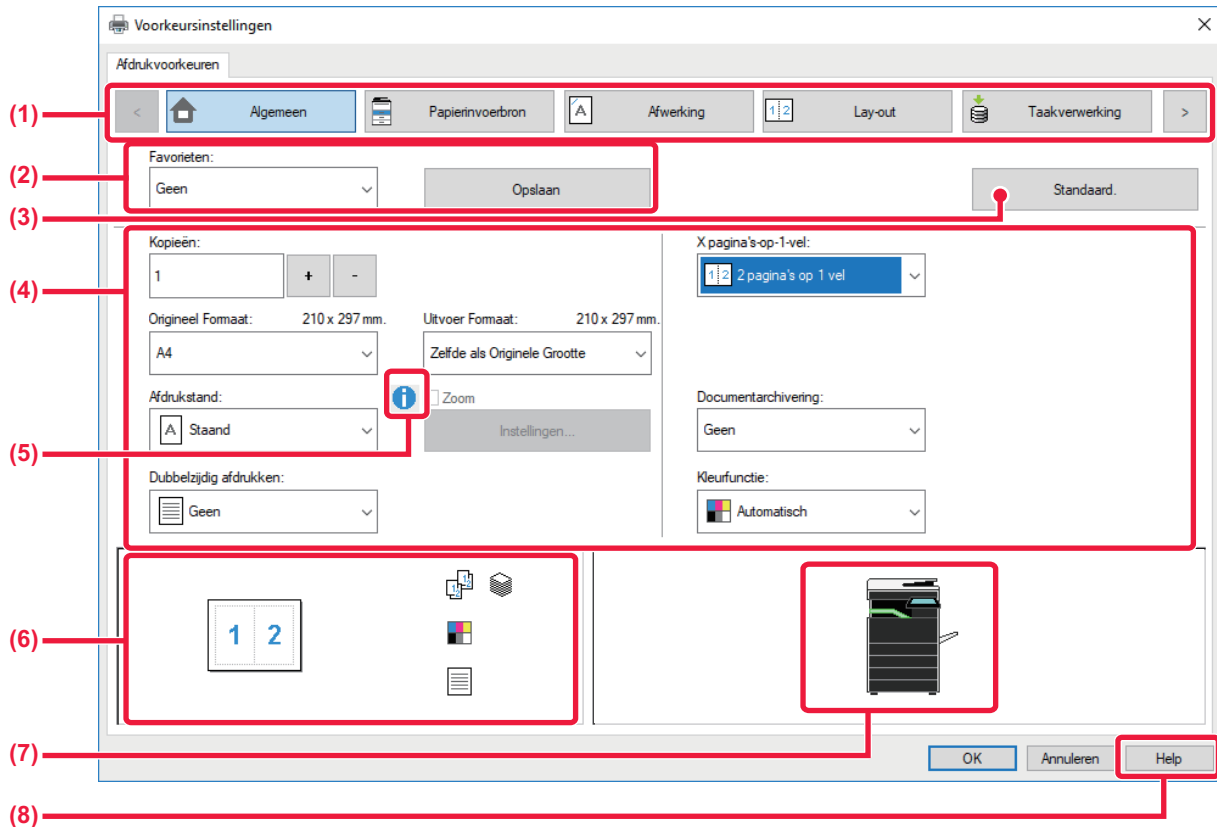 Voorkeursinstellingen
Afdrukvoorkeuren
(1)
< Algemeen Papierinvoerbron Afwerking Lay-out Taakverwerking >
(2)
Favorieten:
Geen Opslaan
(3)
Standaard.
(4)
Kopieën:
1 + -
X pagina's-op-1-vel:
1 2 2 pagina's op 1 vel
Origineel Formaat: 210 x 297 mm.
A4
Uitvoer Formaat: 210 x 297 mm.
Zelfde als Originele Grootte
Afdrukstand:
A Staand
(5)
Zoom
Instellingen...
Documentarchivering:
Geen
Dubbelzijdig afdrukken:
Geen
Kleurfunctie:
Automatisch
(6)
1 2
(7)
OK Annuleren Help
(8)